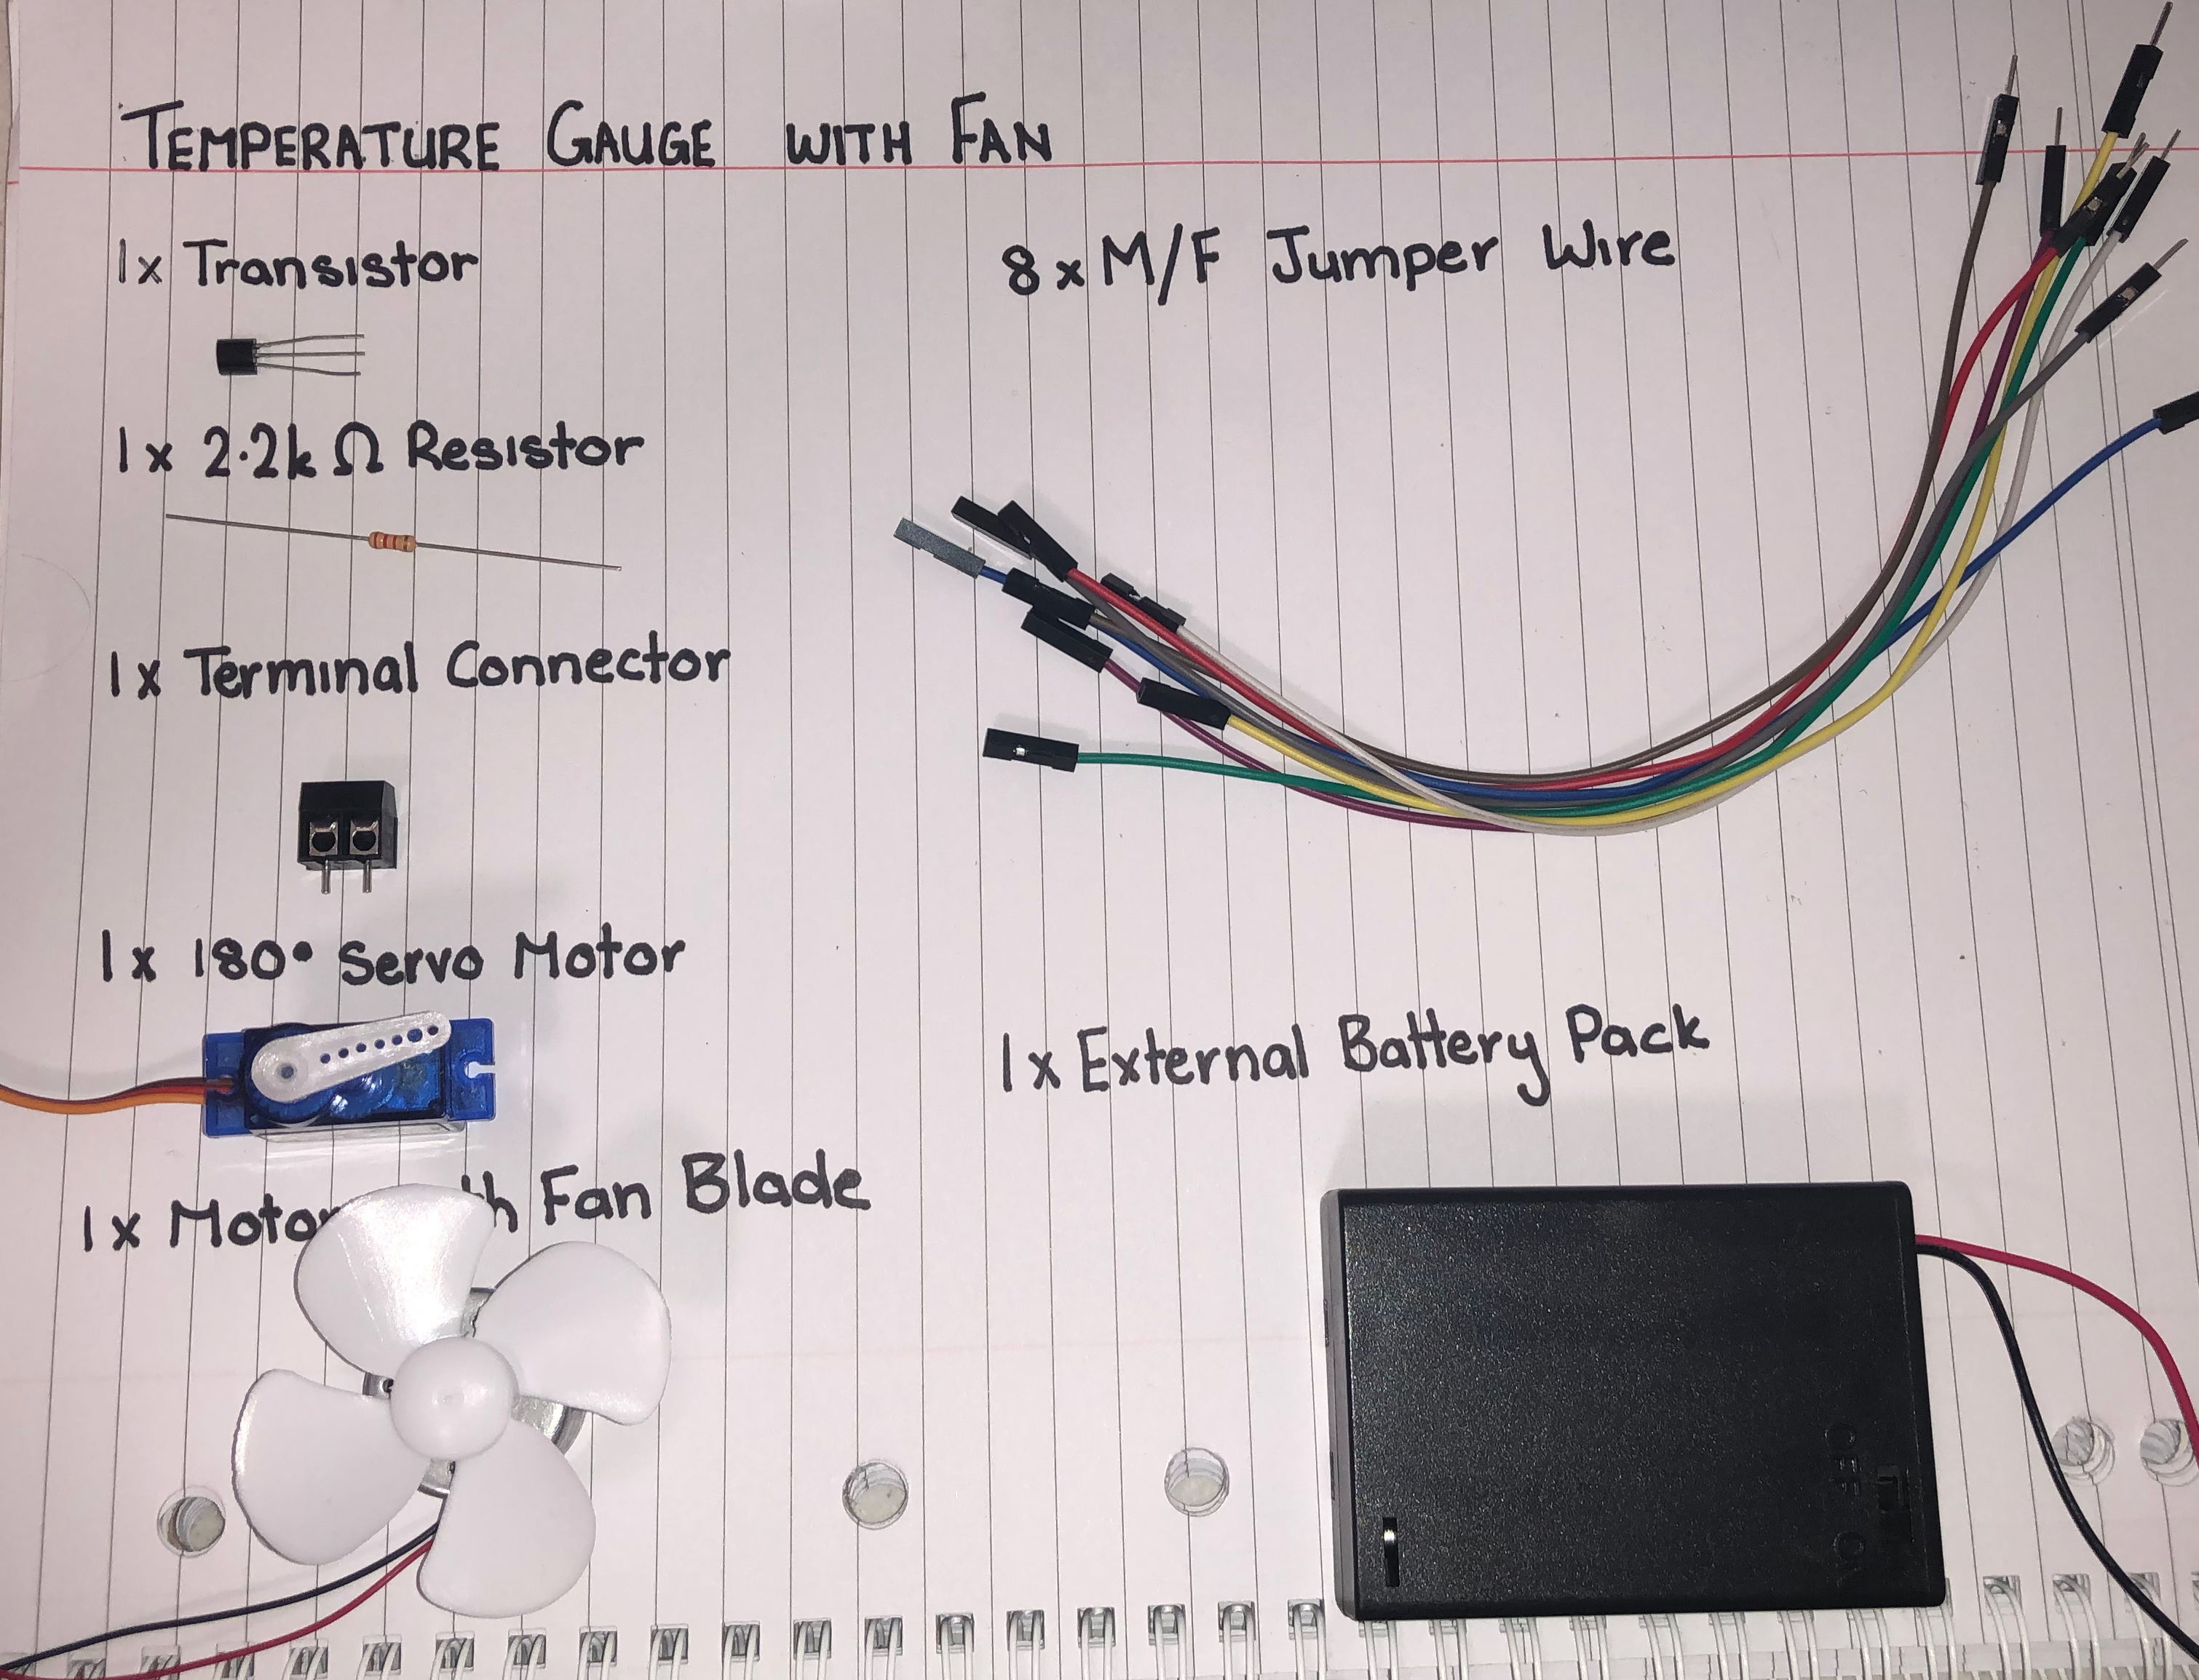 TEMPERATURE GAUGE WITH FAN
1x Transistor
1x 2.2k Ω Resistor
1x Terminal Connector
1x 180° Servo Motor
1x Motor Fan Blade
8x M/F Jumper Wire
1x External Battery Pack
OFF ON